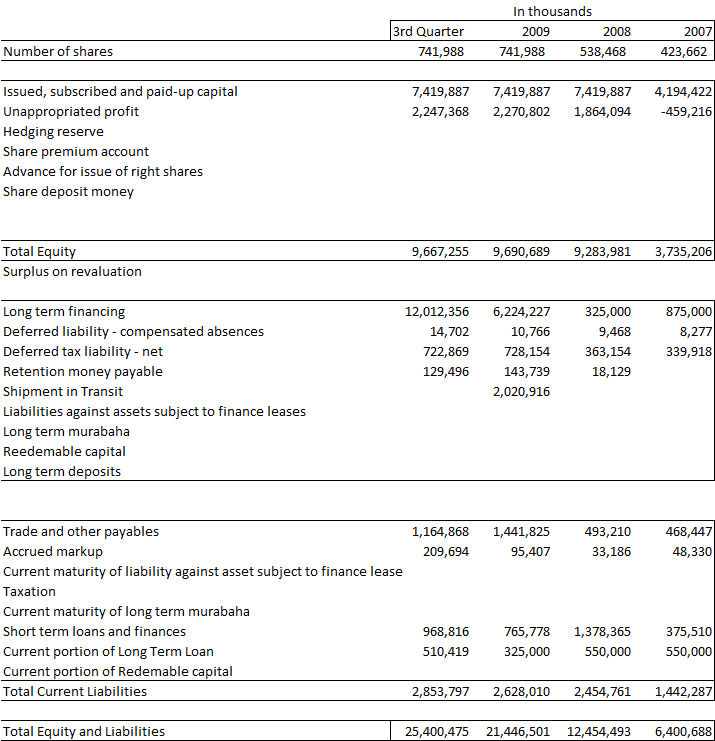 In thousands
3rd Quarter 2009 2008 2007
Number of shares 741,988 741,988 538,468 423,662
Issued, subscribed and paid-up capital 7,419,887 7,419,887 7,419,887 4,194,422
Unappropriated profit 2,247,368 2,270,802 1,864,094 -459,216
Hedging reserve
Share premium account
Advance for issue of right shares
Share deposit money
Total Equity 9,667,255 9,690,689 9,283,981 3,735,206
Surplus on revaluation
Long term financing 12,012,356 6,224,227 325,000 875,000
Deferred liability - compensated absences 14,702 10,766 9,468 8,277
Deferred tax liability - net 722,869 728,154 363,154 339,918
Retention money payable 129,496 143,739 18,129
Shipment in Transit 2,020,916
Liabilities against assets subject to finance leases
Long term murabaha
Reedemable capital
Long term deposits
Trade and other payables 1,164,868 1,441,825 493,210 468,447
Accrued markup 209,694 95,407 33,186 48,330
Current maturity of liability against asset subject to finance lease
Taxation
Current maturity of long term murabaha
Short term loans and finances 968,816 765,778 1,378,365 375,510
Current portion of Long Term Loan 510,419 325,000 550,000 550,000
Current portion of Redemable capital
Total Current Liabilities 2,853,797 2,628,010 2,454,761 1,442,287
Total Equity and Liabilities 25,400,475 21,446,501 12,454,493 6,400,688